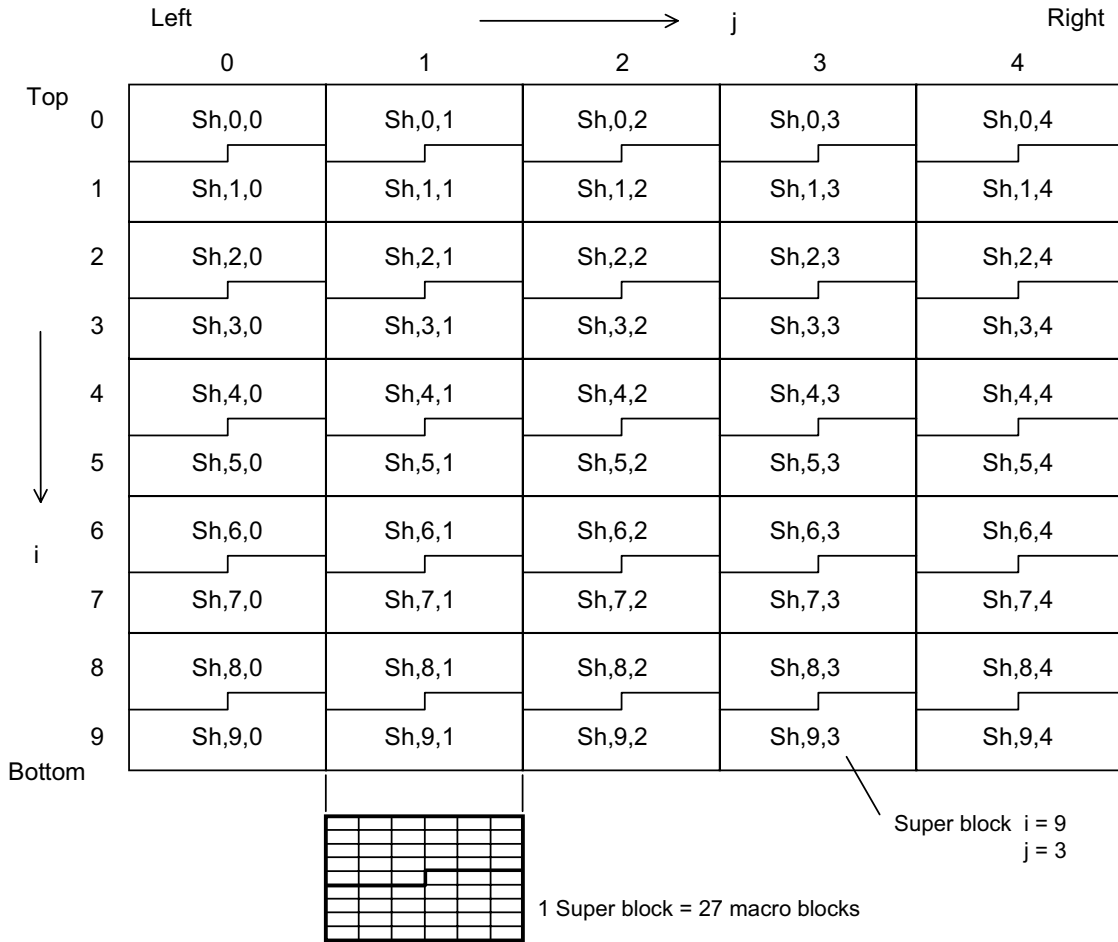 Left j Right
0 1 2 3 4
Top
0 Sh,0,0 Sh,0,1 Sh,0,2 Sh,0,3 Sh,0,4
1 Sh,1,0 Sh,1,1 Sh,1,2 Sh,1,3 Sh,1,4
2 Sh,2,0 Sh,2,1 Sh,2,2 Sh,2,3 Sh,2,4
3 Sh,3,0 Sh,3,1 Sh,3,2 Sh,3,3 Sh,3,4
4 Sh,4,0 Sh,4,1 Sh,4,2 Sh,4,3 Sh,4,4
5 Sh,5,0 Sh,5,1 Sh,5,2 Sh,5,3 Sh,5,4
6 Sh,6,0 Sh,6,1 Sh,6,2 Sh,6,3 Sh,6,4
i
7 Sh,7,0 Sh,7,1 Sh,7,2 Sh,7,3 Sh,7,4
8 Sh,8,0 Sh,8,1 Sh,8,2 Sh,8,3 Sh,8,4
9 Sh,9,0 Sh,9,1 Sh,9,2 Sh,9,3 Sh,9,4
Bottom
Super block i = 9
j = 3
1 Super block = 27 macro blocks